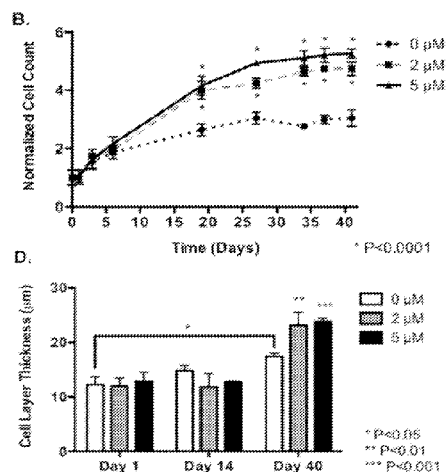 B.
Normalized Cell Count
6
4
2
0
0 5 10 15 20 25 30 35 40 45
Time (Days)
* * * *
* * * * *
0 µM
2 µM
5 µM
* P<0.0001
D.
Cell Layer Thickness (µm)
30
20
10
0
*
**
***
Day 1 Day 14 Day 40
0 µM
2 µM
5 µM
* P<0.05
** P<0.01
*** P<0.001